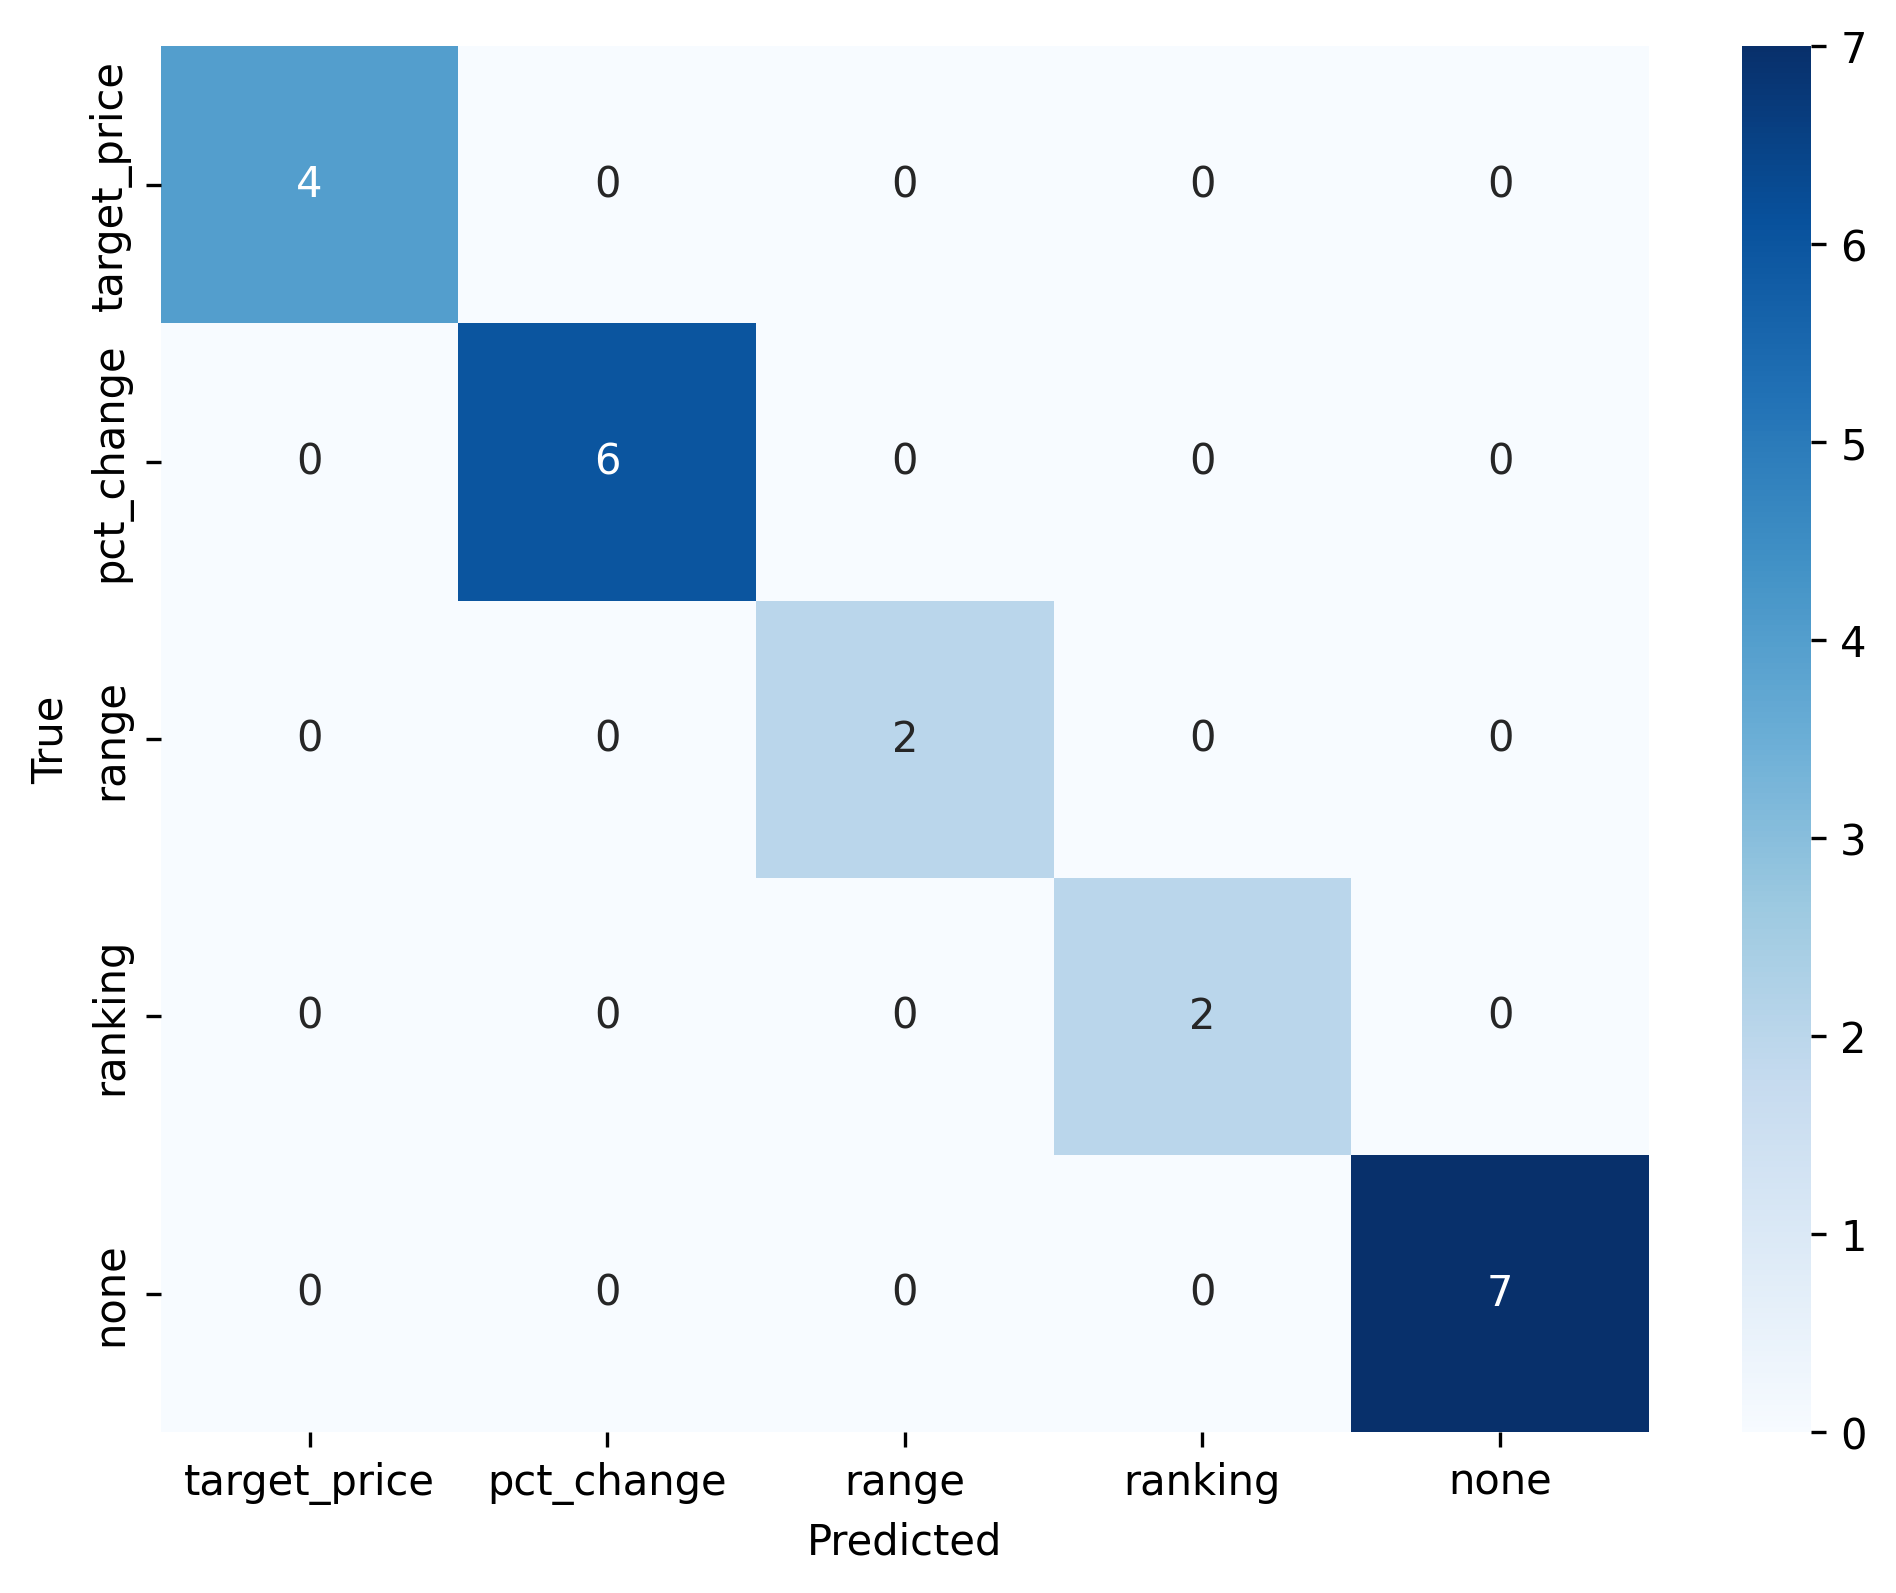 target_price 4 0 0 0 0
pct_change 0 6 0 0 0
range 0 0 2 0 0
ranking 0 0 0 2 0
none 0 0 0 0 7
True
target_price pct_change range ranking none
Predicted
7
6
5
4
3
2
1
0